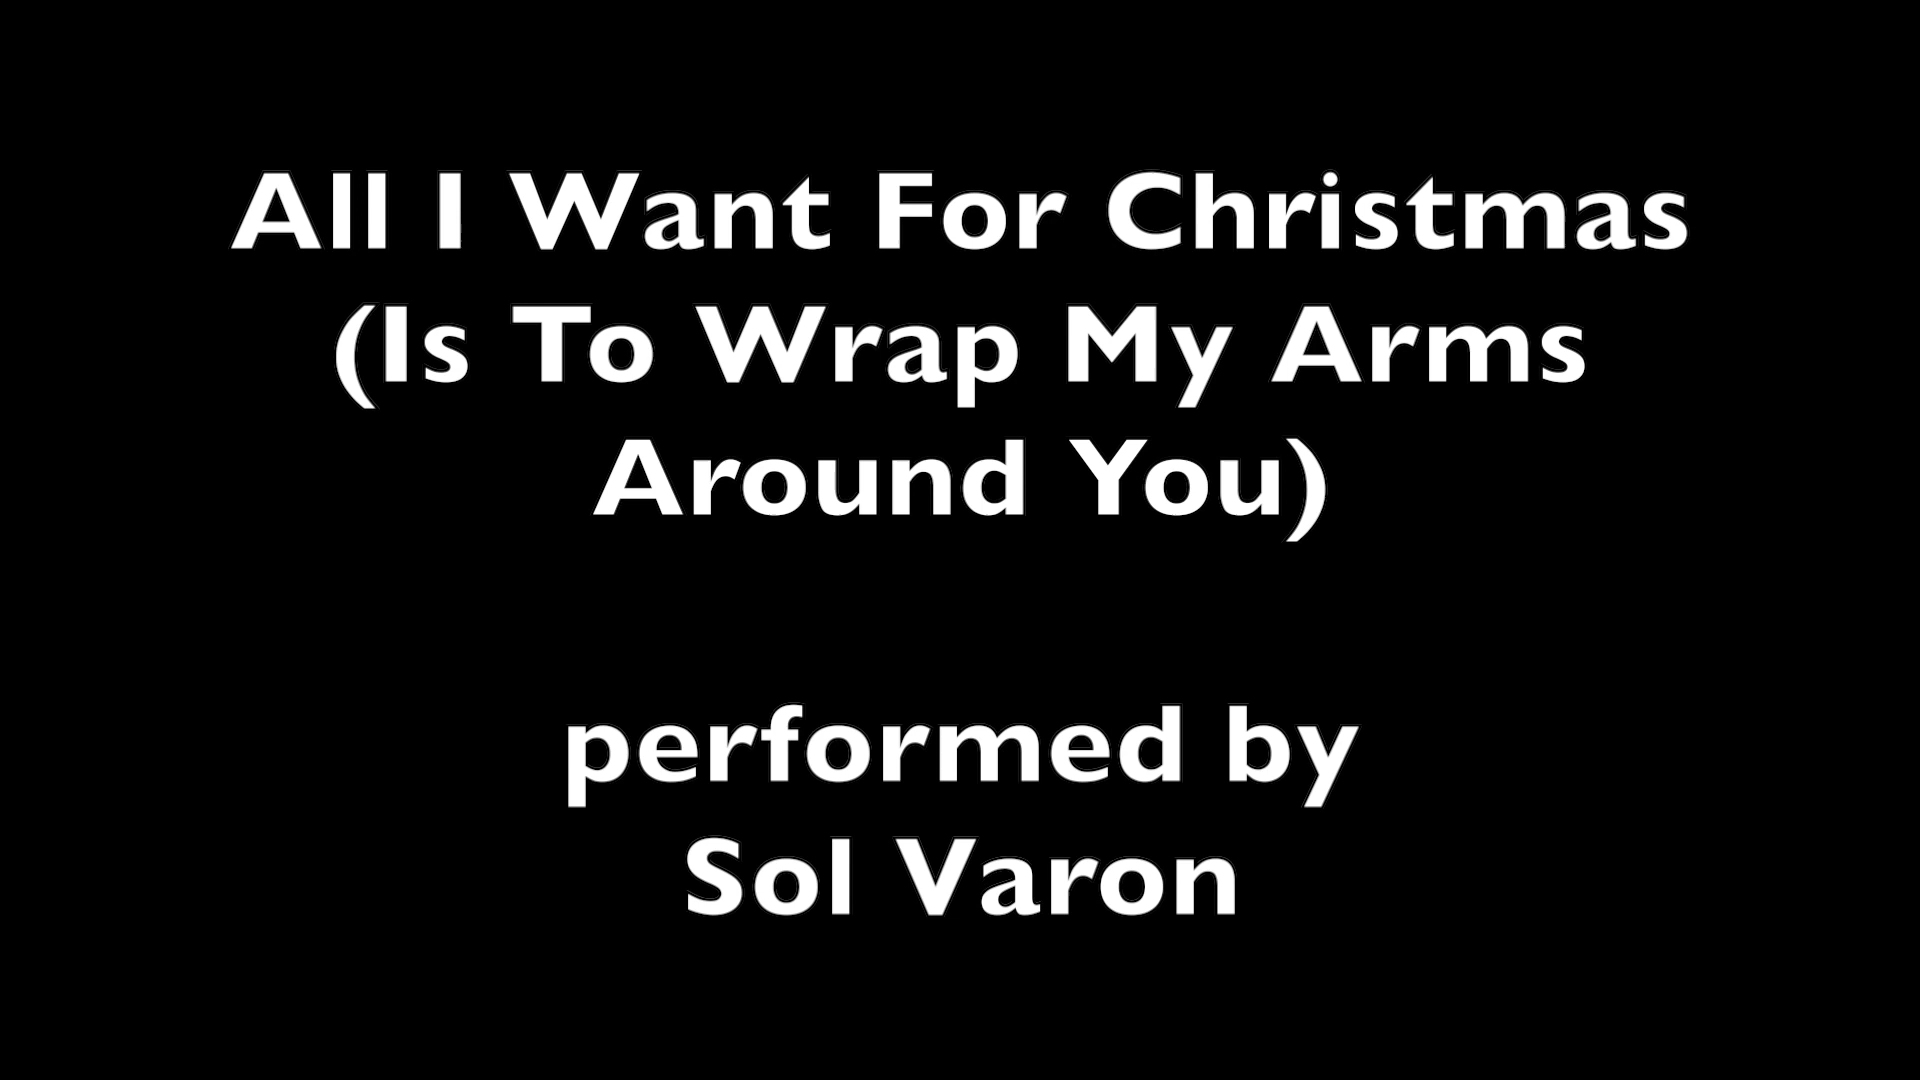 All I Want For Christmas
(Is To Wrap My Arms
Around You)
performed by
Sol Varon